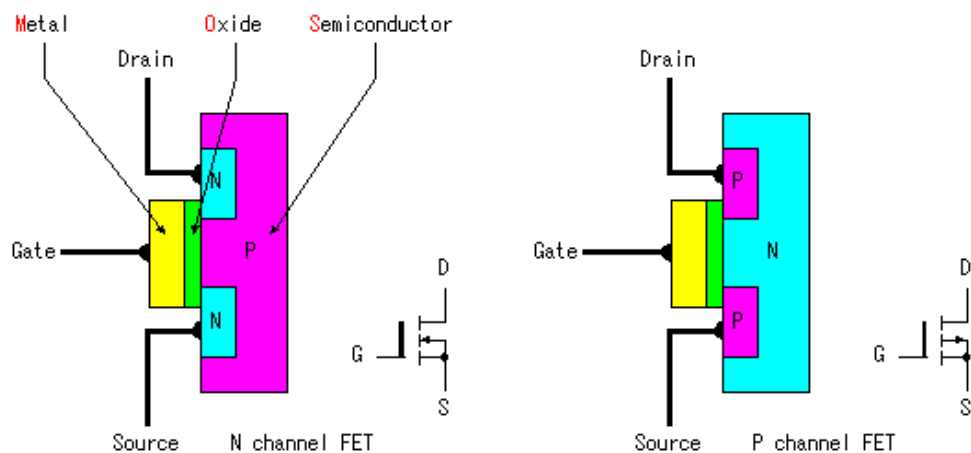 Metal Oxide Semiconductor
Drain
N
Gate
P
N
D
G
S
Source N channel FET
Drain
P
Gate
N
P
D
G
S
Source P channel FET